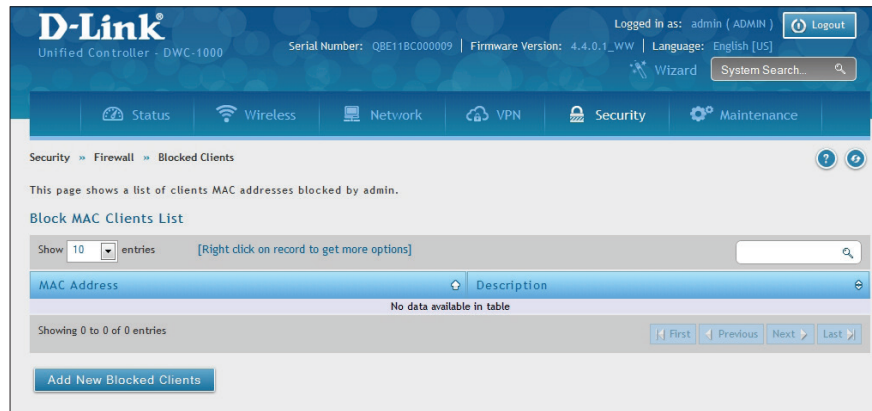 D-Link
Logged in as: admin ( ADMIN ) Logout
Unified Controller - DWC-1000
Serial Number: QBE11BC000009 | Firmware Version: 4.4.0.1_WW | Language: English [US]
Wizard System Search...
Status Wireless Network VPN Security Maintenance
Security » Firewall » Blocked Clients
This page shows a list of clients MAC addresses blocked by admin.
Block MAC Clients List
Show 10 entries [Right click on record to get more options]
MAC Address Description
No data available in table
Showing 0 to 0 of 0 entries
First Previous Next Last
Add New Blocked Clients